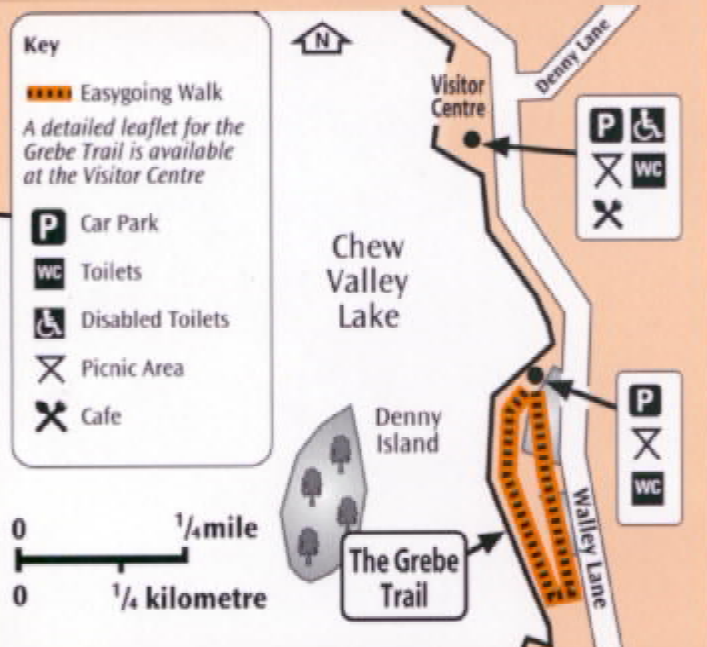 Key
Easygoing Walk
A detailed leaflet for the
Grebe Trail is available
at the Visitor Centre
P Car Park
WC Toilets
Disabled Toilets
Picnic Area
Cafe
0 1/4 mile
0 1/4 kilometre
N
Visitor
Centre
Denny Lane
P
WC
Chew
Valley
Lake
Denny
Island
P
WC
Walley Lane
The Grebe
Trail